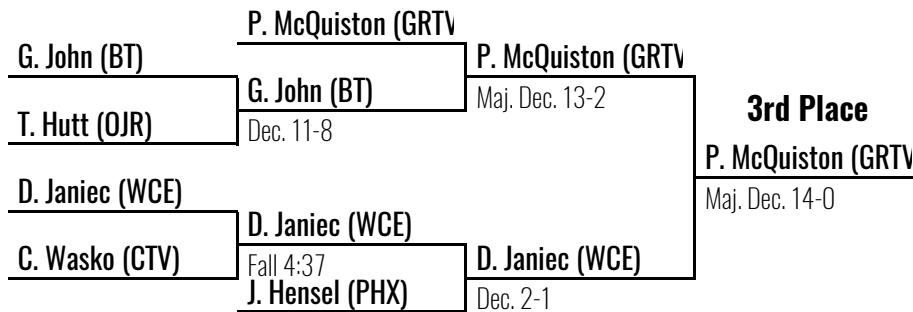 P. McQuiston (GRTV
G. John (BT)
P. McQuiston (GRTV
G. John (BT)
Maj. Dec. 13-2
3rd Place
T. Hutt (OJR)
Dec. 11-8
P. McQuiston (GRTV
D. Janiec (WCE)
Maj. Dec. 14-0
D. Janiec (WCE)
C. Wasko (CTV)
Fall 4:37
D. Janiec (WCE)
J. Hensel (PHX)
Dec. 2-1